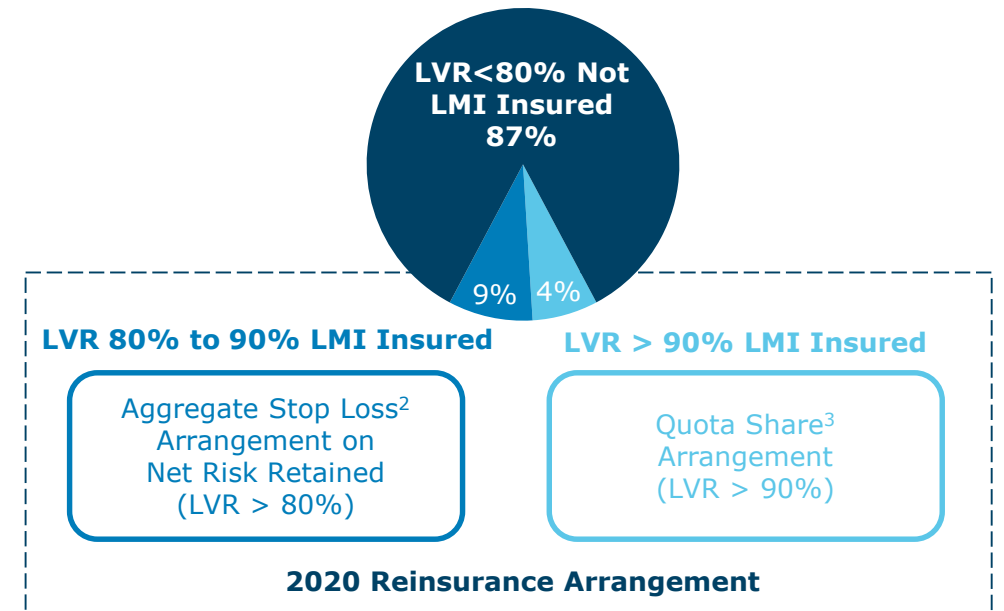 LVR<80% Not
LMI Insured
87%
9%
4%
LVR 80% to 90% LMI Insured
LVR > 90% LMI Insured
Aggregate Stop Loss²
Arrangement on
Net Risk Retained
(LVR > 80%)
Quota Share³
Arrangement
(LVR > 90%)
2020 Reinsurance Arrangement